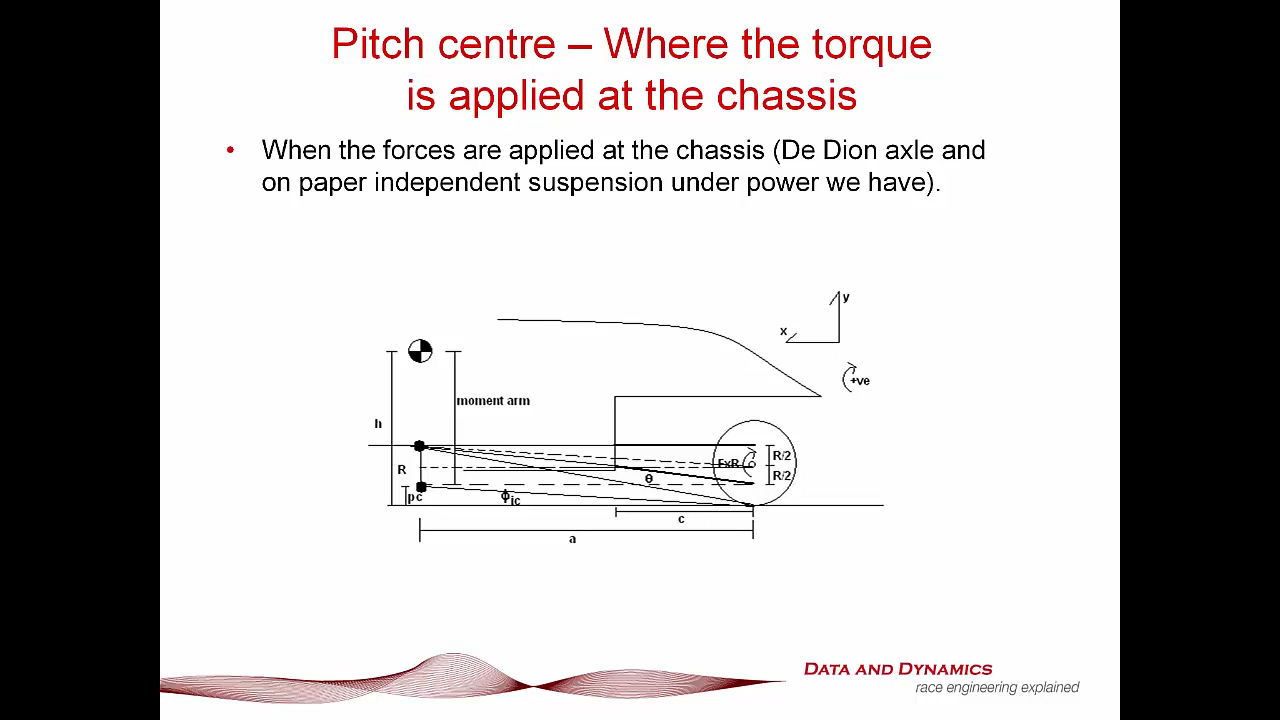 Pitch centre – Where the torque
is applied at the chassis
• When the forces are applied at the chassis (De Dion axle and
on paper independent suspension under power we have).
y
x
+ve
moment arm
h
R
FxR
R/2
R/2
θ
pc
ϕic
c
a
DATA AND DYNAMICS
race engineering explained